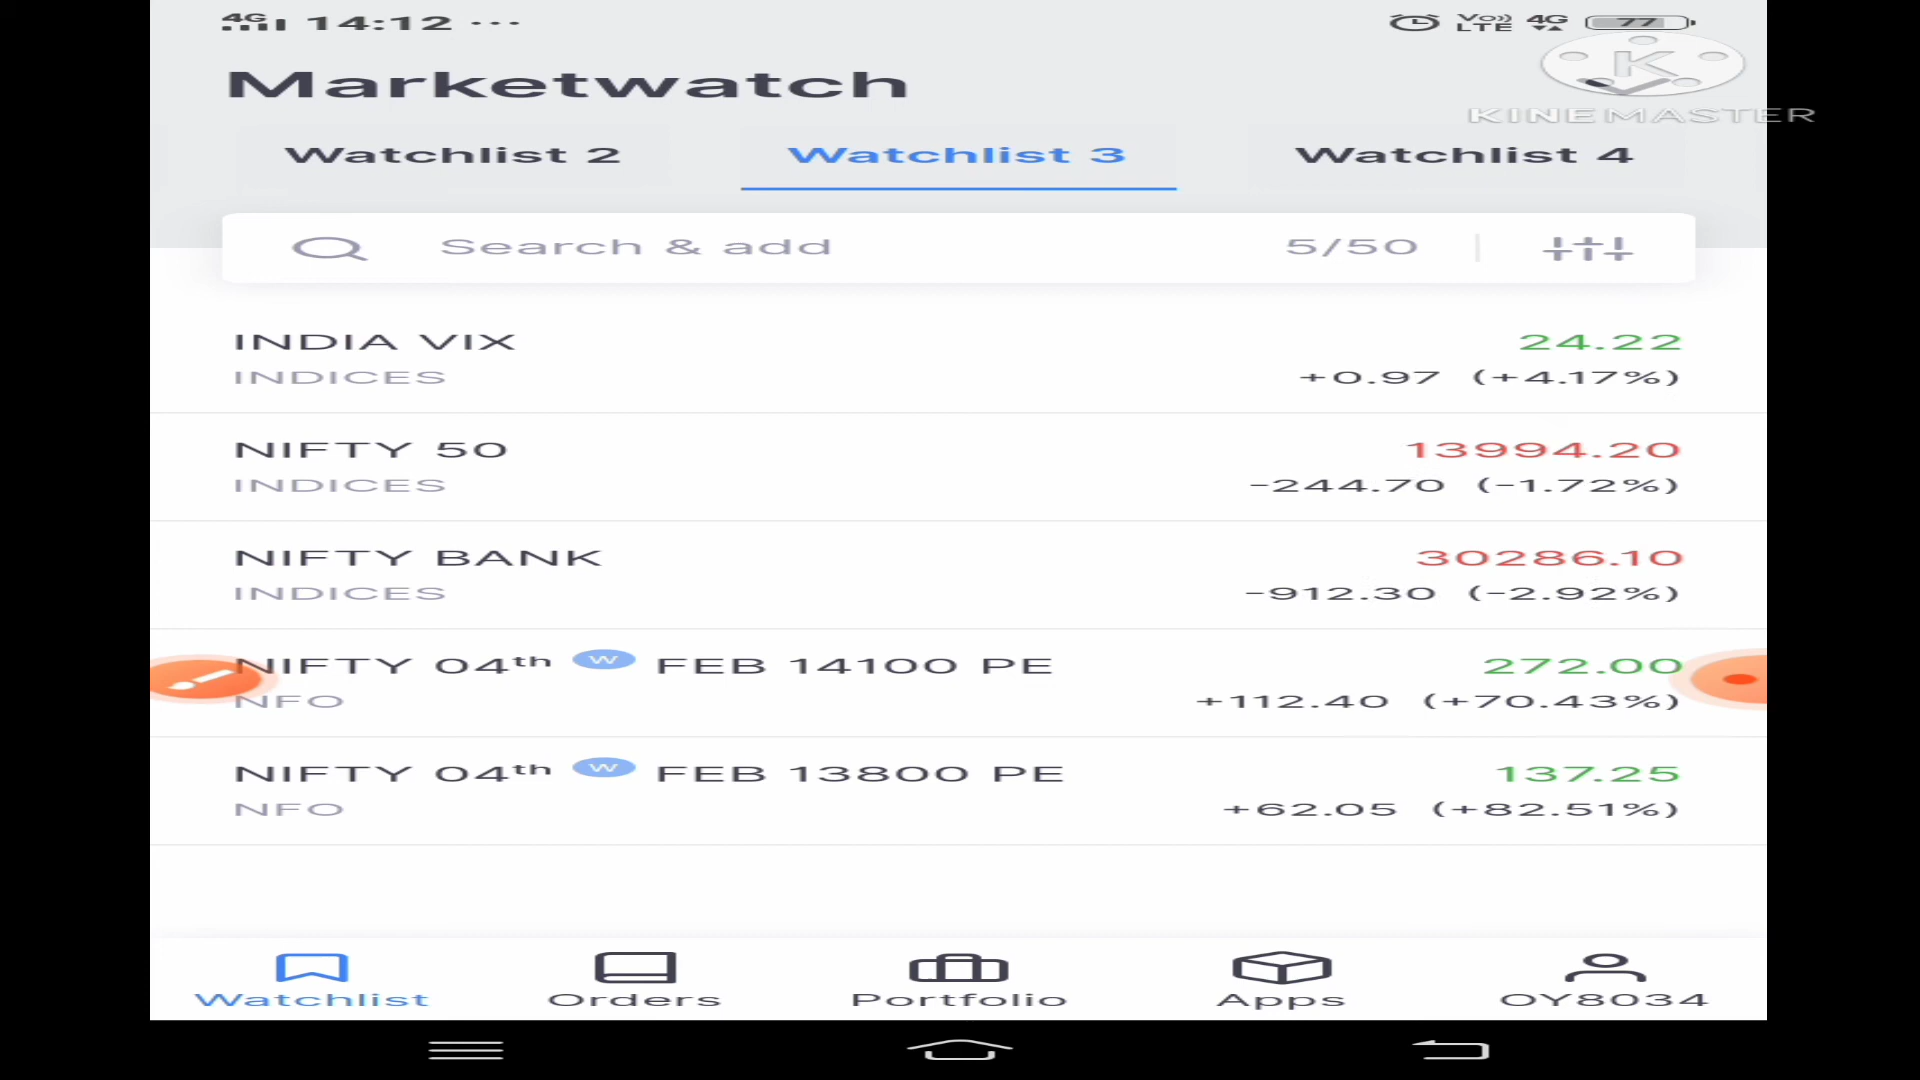 4G 14:12 ... VoLTE 4G 77
Marketwatch
K
KINEMASTER
Watchlist 2 Watchlist 3 Watchlist 4
Search & add 5/50
INDIA VIX 24.22
INDICES +0.97 (+4.17%)
NIFTY 50 13994.20
INDICES -244.70 (-1.72%)
NIFTY BANK 30286.10
INDICES -912.30 (-2.92%)
NIFTY 04th W FEB 14100 PE 272.00
NFO +112.40 (+70.43%)
NIFTY 04th W FEB 13800 PE 137.25
NFO +62.05 (+82.51%)
Watchlist Orders Portfolio Apps OY8034